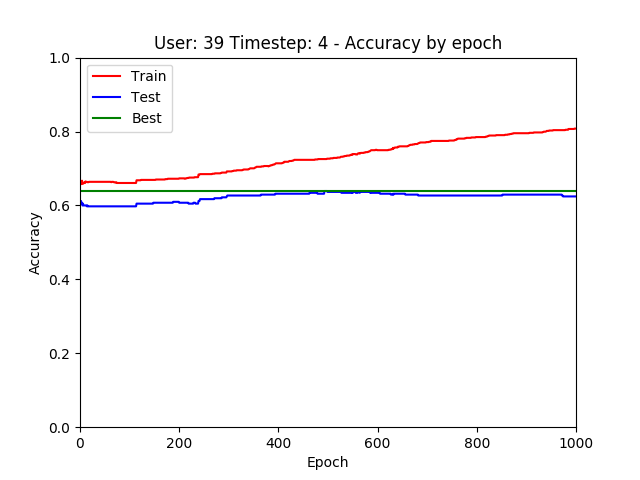 User: 39 Timestep: 4 - Accuracy by epoch
Train
Test
Best
1.0
0.8
0.6
0.4
0.2
0.0
Accuracy
0 200 400 600 800 1000
Epoch